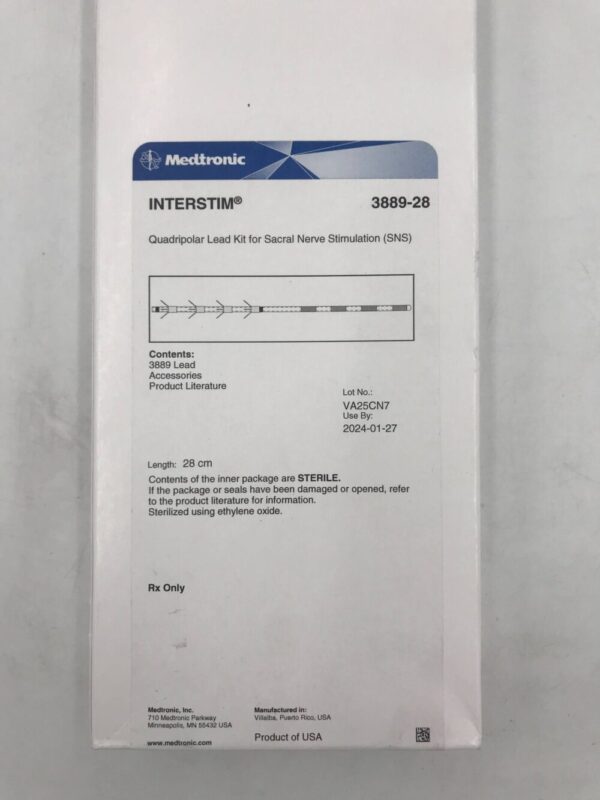 Medtronic
INTERSTIM® 3889-28
Quadripolar Lead Kit for Sacral Nerve Stimulation (SNS)
Contents:
3889 Lead
Accessories
Product Literature
Lot No.:
VA25CN7
Use By:
2024-01-27
Length: 28 cm
Contents of the inner package are STERILE.
If the package or seals have been damaged or opened, refer
to the product literature for information.
Sterilized using ethylene oxide.
Rx Only
Medtronic, Inc.
710 Medtronic Parkway
Minneapolis, MN 55432 USA
www.medtronic.com
Manufactured in:
Villalba, Puerto Rico, USA
Product of USA